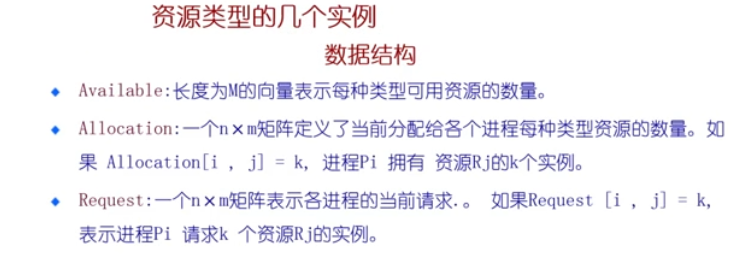 资源类型的几个实例
数据结构
Available:长度为M的向量表示每种类型可用资源的数量。
Allocation:一个n×m矩阵定义了当前分配给各个进程每种类型资源的数量。如
果 Allocation[i , j] = k, 进程Pi 拥有 资源Rj的k个实例。
Request:一个n×m矩阵表示各进程的当前请求.。 如果Request [i , j] = k,
表示进程Pi 请求k 个资源Rj的实例。